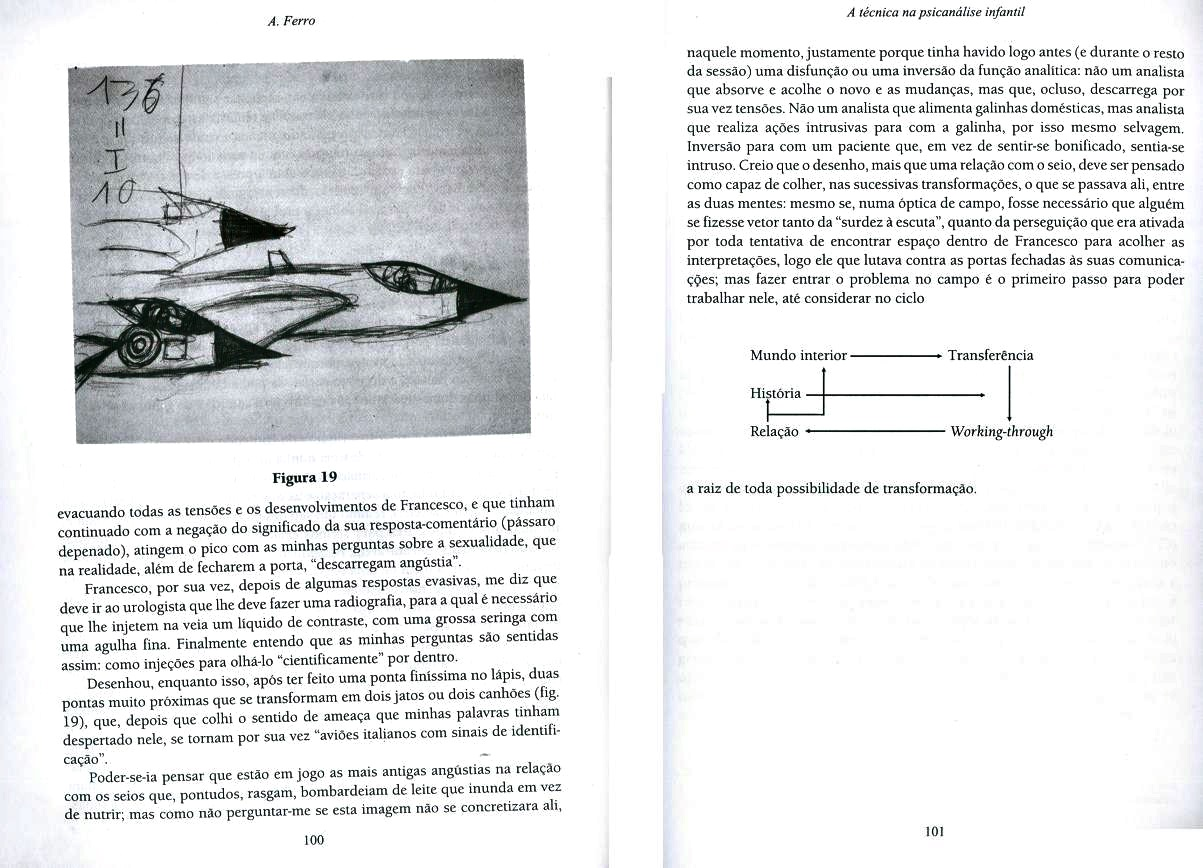 A. Ferro
136
=
I
10
Figura 19
evacuando todas as tensões e os desenvolvimentos de Francesco, e que tinham
continuado com a negação do significado da sua resposta-comentário (pássaro
depenado), atingem o pico com as minhas perguntas sobre a sexualidade, que
na realidade, além de fecharem a porta, “descarregam angústia”.
Francesco, por sua vez, depois de algumas respostas evasivas, me diz que
deve ir ao urologista que lhe deve fazer uma radiografia, para a qual é necessário
que lhe injetem na veia um líquido de contraste, com uma grossa seringa com
uma agulha fina. Finalmente entendo que as minhas perguntas são sentidas
assim: como injeções para olhá-lo “cientificamente” por dentro.
Desenhou, enquanto isso, após ter feito uma ponta finíssima no lápis, duas
pontas muito próximas que se transformam em dois jatos ou dois canhões (fig.
19), que, depois que colhi o sentido de ameaça que minhas palavras tinham
despertado nele, se tornam por sua vez “aviões italianos com sinais de identifi-
cação”.
Poder-se-ia pensar que estão em jogo as mais antigas angústias na relação
com os seios que, pontudos, rasgam, bombardeiam de leite que inunda em vez
de nutrir; mas como não perguntar-me se esta imagem não se concretizara ali,
100
A técnica na psicanálise infantil
naquele momento, justamente porque tinha havido logo antes (e durante o resto
da sessão) uma disfunção ou uma inversão da função analítica: não um analista
que absorve e acolhe o novo e as mudanças, mas que, ocluso, descarrega por
sua vez tensões. Não um analista que alimenta galinhas domésticas, mas analista
que realiza ações intrusivas para com a galinha, por isso mesmo selvagem.
Inversão para com um paciente que, em vez de sentir-se bonificado, sentia-se
intruso. Creio que o desenho, mais que uma relação com o seio, deve ser pensado
como capaz de colher, nas sucessivas transformações, o que se passava ali, entre
as duas mentes: mesmo se, numa óptica de campo, fosse necessário que alguém
se fizesse vetor tanto da “surdez à escuta”, quanto da perseguição que era ativada
por toda tentativa de encontrar espaço dentro de Francesco para acolher as
interpretações, logo ele que lutava contra as portas fechadas às suas comunica-
ções; mas fazer entrar o problema no campo é o primeiro passo para poder
trabalhar nele, até considerar no ciclo
Mundo interior Transferência
História
Relação Working-through
a raiz de toda possibilidade de transformação.
101